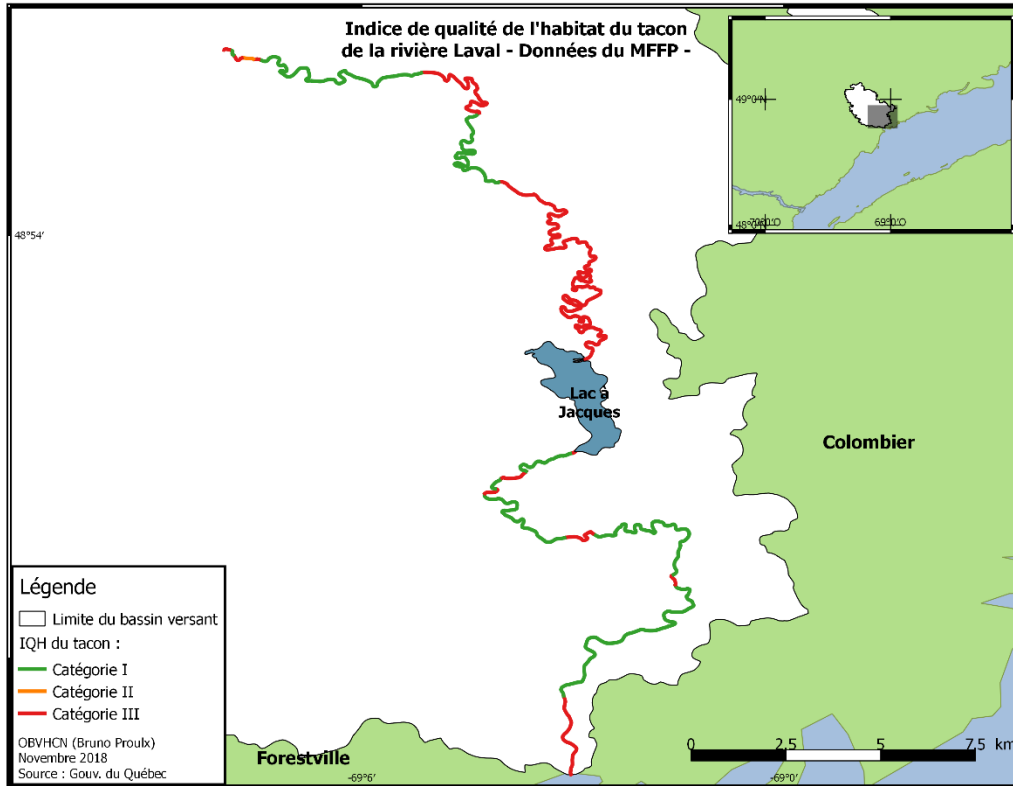 Indice de qualité de l'habitat du tacon
de la rivière Laval - Données du MFFP -
49°0'N
69°0'O
48°54'
Lac à
Jacques
Colombier
Légende
Limite du bassin versant
IQH du tacon :
Catégorie I
Catégorie II
Catégorie III
OBVHCN (Bruno Proulx)
Novembre 2018
Source : Gouv. du Québec
Forestville
0 2,5 5 7,5 km
-69°6′
-69°0′